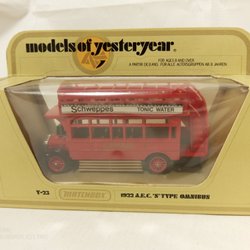 models of yesteryear
FOR AGES 8 AND OVER
Schweppes
TONIC WATER
Y-23
MATCHBOX
1922 A.E.C. 'S' TYPE OMNIBUS